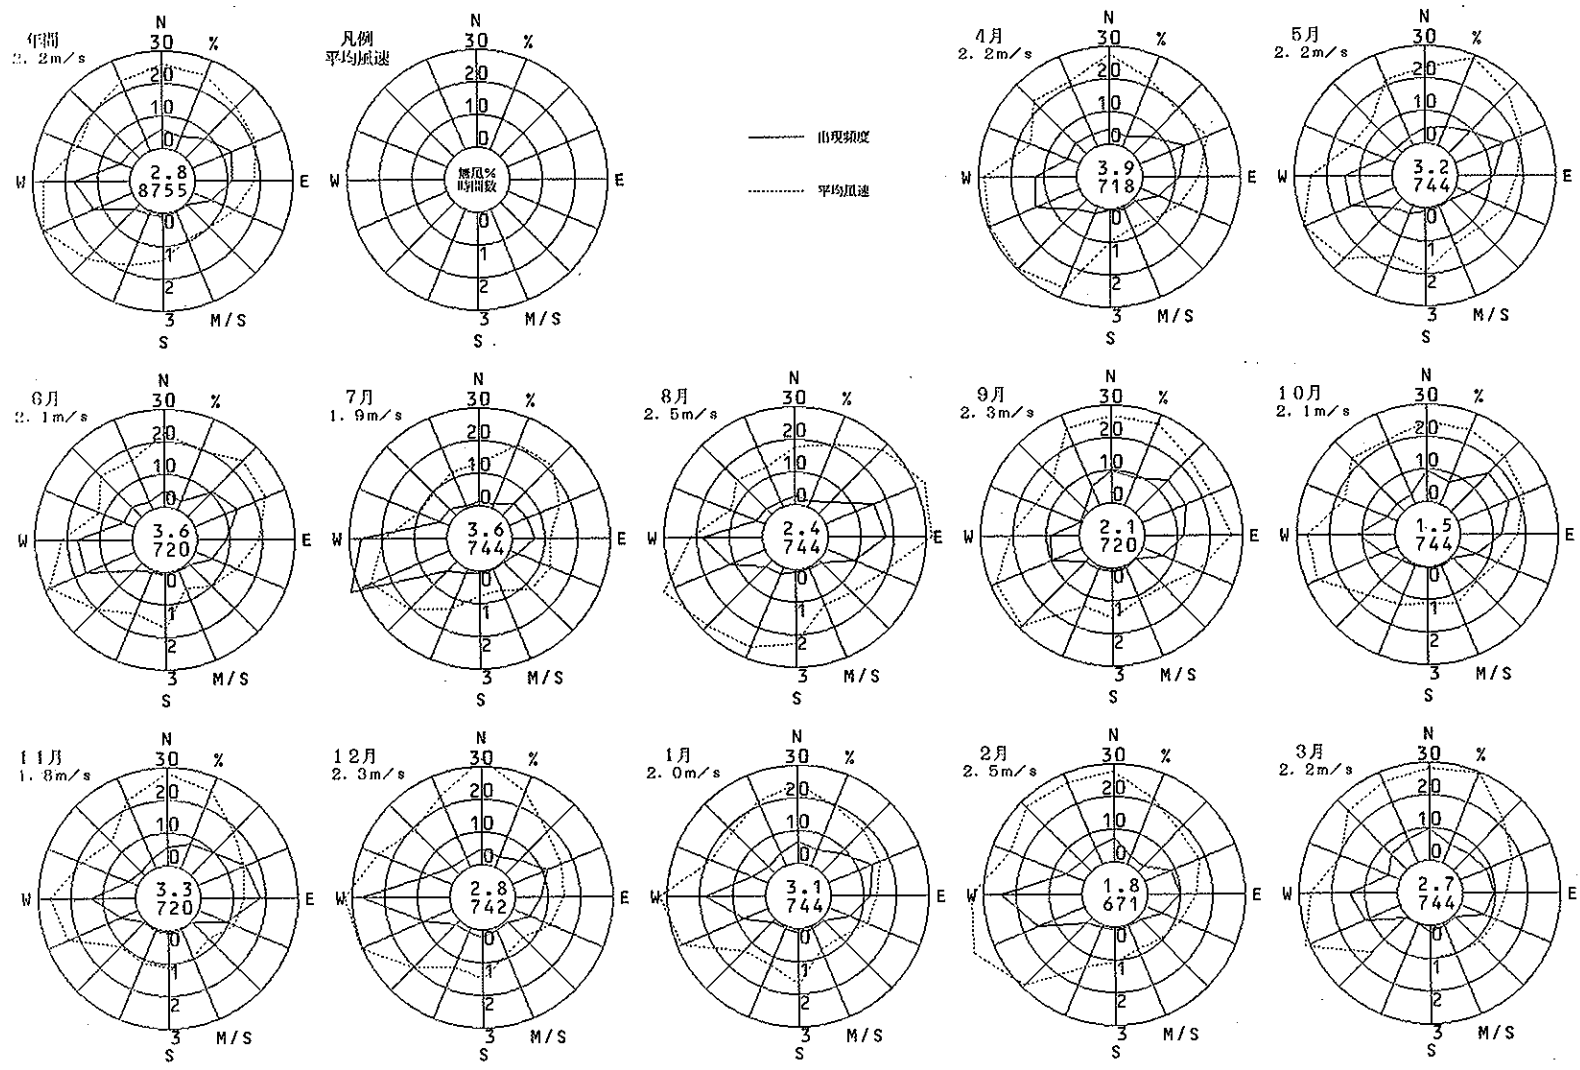 年間
2.2m/s
N
30 %
20
10
0
W
2.8
8755
E
0
1
2
3 M/S
S
凡例
平均風速
N
30 %
20
10
0
W
無風%
時間数
E
0
1
2
3 M/S
S
出現頻度
平均風速
4月
2.2m/s
N
30 %
20
10
0
W
3.9
718
E
0
1
2
3 M/S
S
5月
2.2m/s
N
30 %
20
10
0
W
3.2
744
E
0
1
2
3 M/S
S
6月
2.1m/s
N
30 %
20
10
0
W
3.6
720
E
0
1
2
3 M/S
S
7月
1.9m/s
N
30 %
20
10
0
W
3.6
744
E
0
1
2
3 M/S
S
8月
2.5m/s
N
30 %
20
10
0
W
2.4
744
E
0
1
2
3 M/S
S
9月
2.3m/s
N
30 %
20
10
0
W
2.1
720
E
0
1
2
3 M/S
S
10月
2.1m/s
N
30 %
20
10
0
W
1.5
744
E
0
1
2
3 M/S
S
11月
1.8m/s
N
30 %
20
10
0
W
3.3
720
E
0
1
2
3 M/S
S
12月
2.3m/s
N
30 %
20
10
0
W
2.8
742
E
0
1
2
3 M/S
S
1月
2.0m/s
N
30 %
20
10
0
W
3.1
744
E
0
1
2
3 M/S
S
2月
2.5m/s
N
30 %
20
10
0
W
1.8
671
E
0
1
2
3 M/S
S
3月
2.2m/s
N
30 %
20
10
0
W
2.7
744
E
0
1
2
3 M/S
S